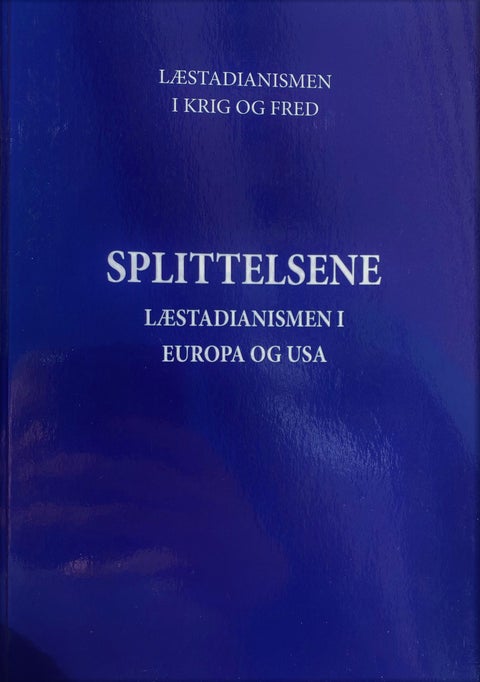 LÆSTADIANISMEN
I KRIG OG FRED
SPLITTELSENE
LÆSTADIANISMEN I
EUROPA OG USA